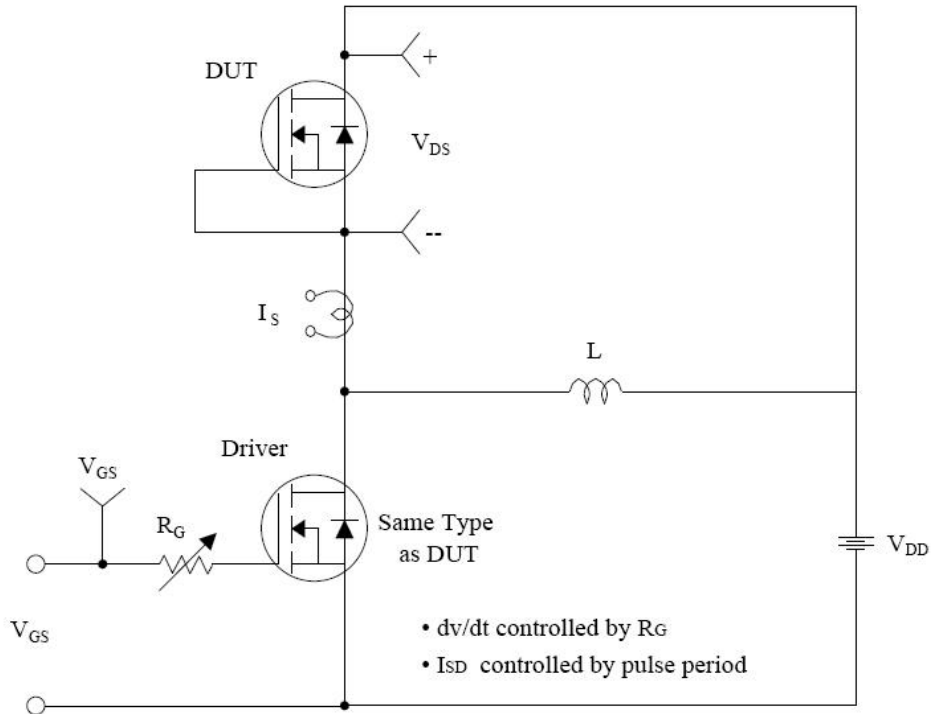 DUT
+
VDS
--
IS
L
Driver
VGS
RG
Same Type
as DUT
VDD
VGS
• dv/dt controlled by RG
• ISD controlled by pulse period